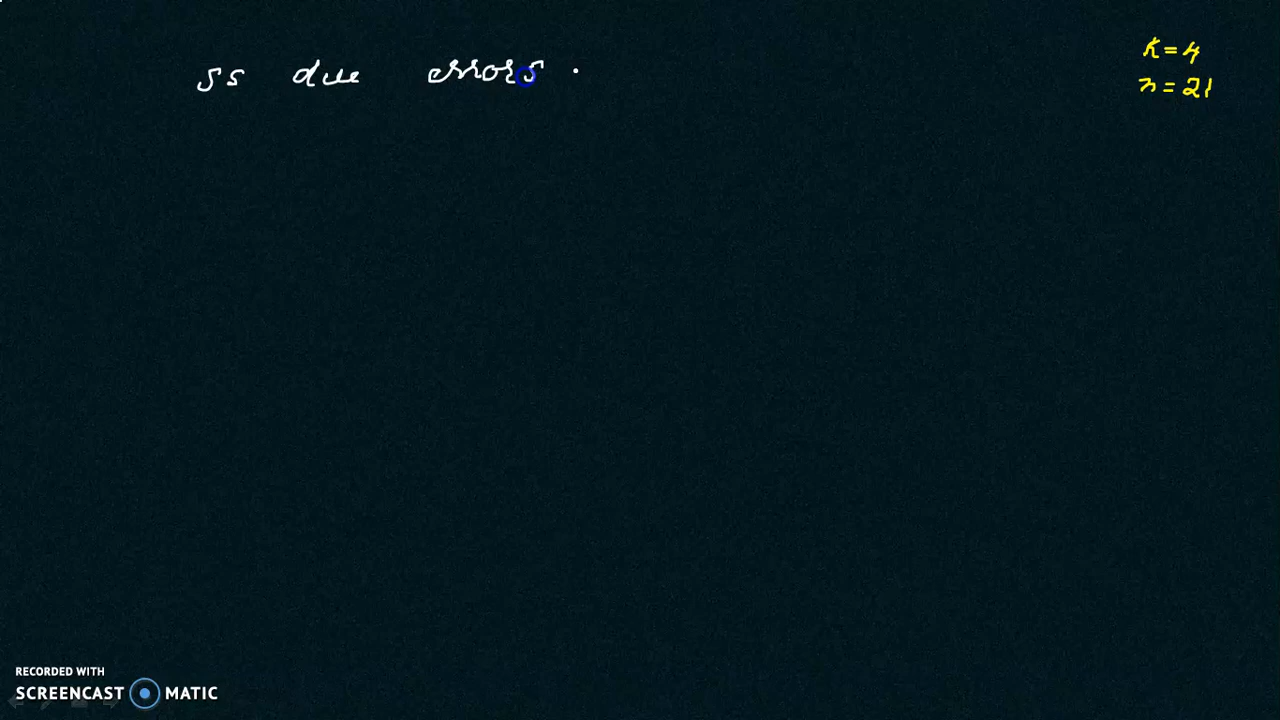 ss due errors .
K = 4
n = 21
RECORDED WITH
SCREENCAST MATIC